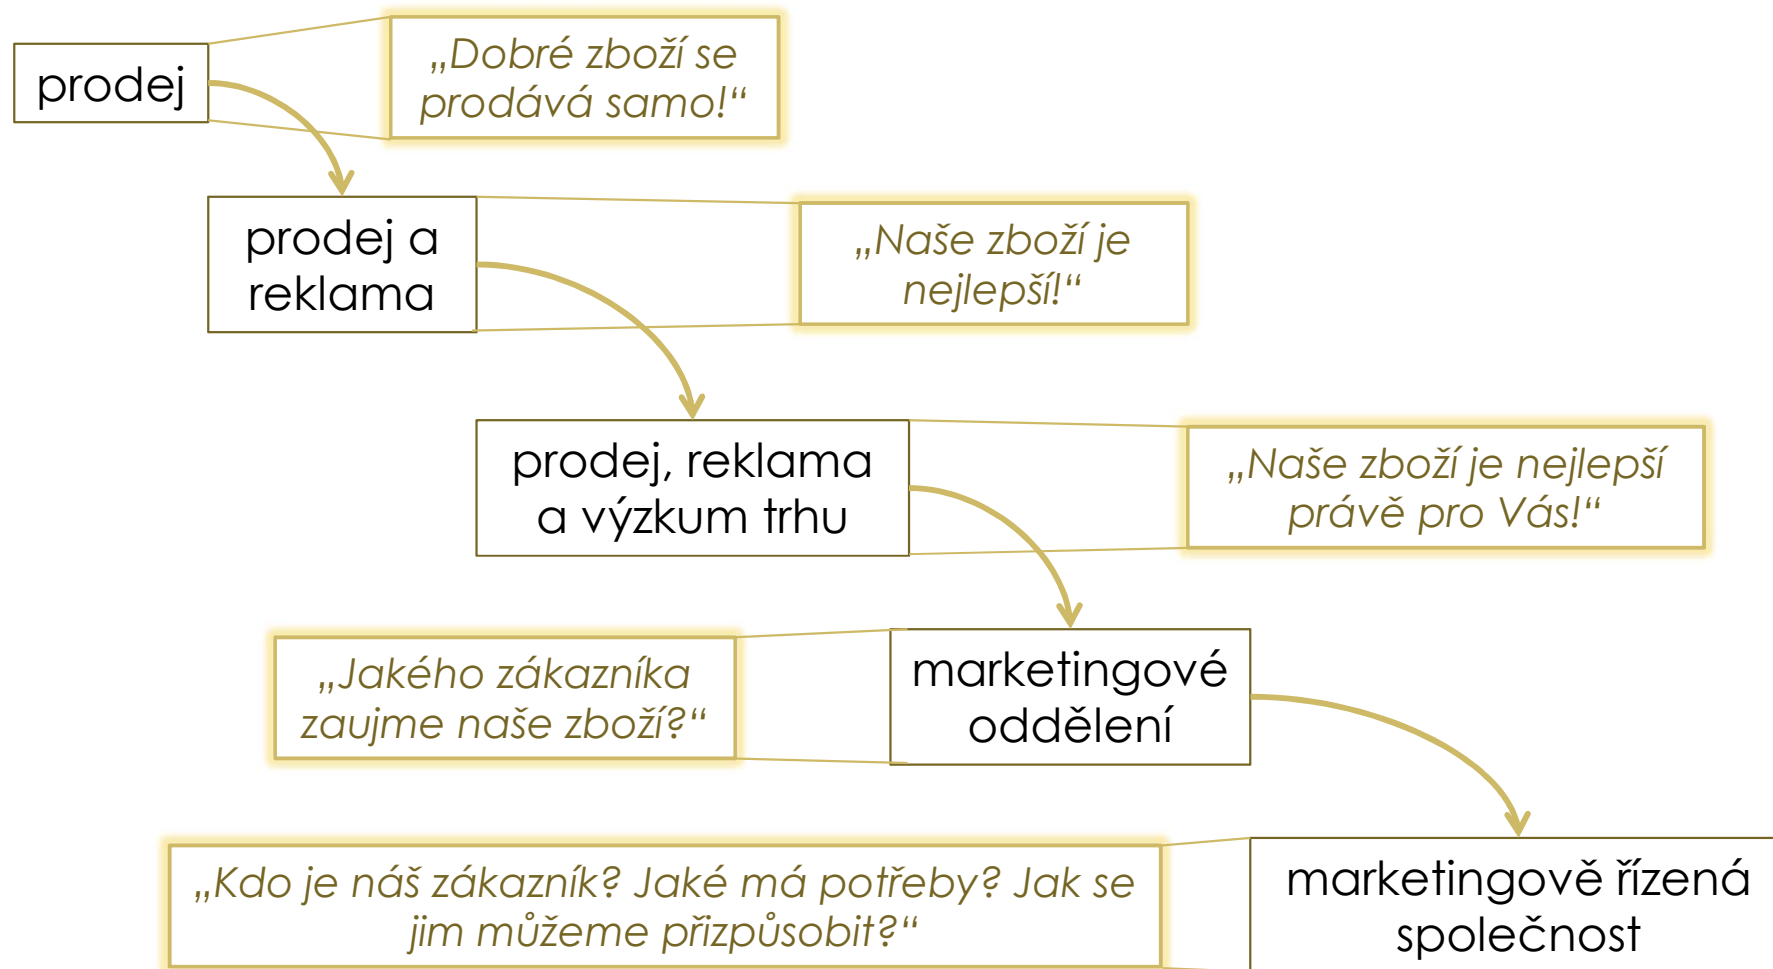 prodej
„Dobré zboží se
prodává samo!“
prodej a
reklama
„Naše zboží je
nejlepší!“
prodej, reklama
a výzkum trhu
„Naše zboží je nejlepší
právě pro Vás!“
„Jakého zákazníka
zaujme naše zboží?“
marketingové
oddělení
„Kdo je náš zákazník? Jaké má potřeby? Jak se
jim můžeme přizpůsobit?“
marketingově řízená
společnost